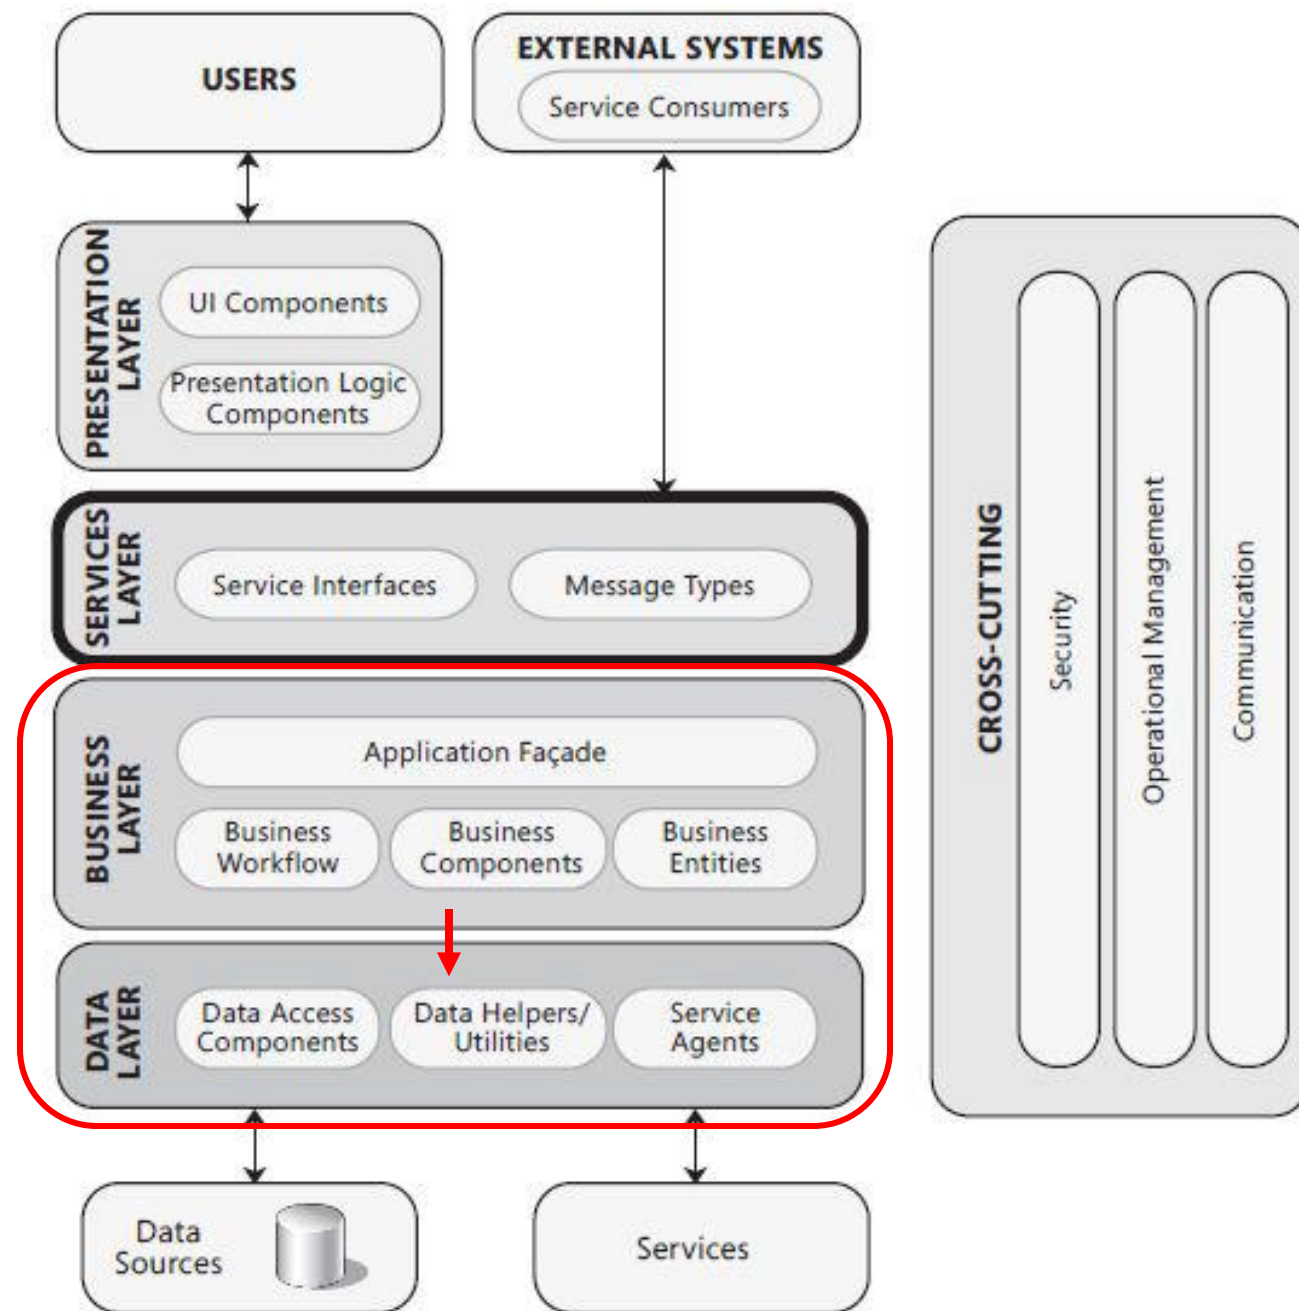 USERS
EXTERNAL SYSTEMS
Service Consumers
PRESENTATION
LAYER
UI Components
Presentation Logic
Components
SERVICES
LAYER
Service Interfaces
Message Types
BUSINESS
LAYER
Application Façade
Business
Workflow
Business
Components
Business
Entities
DATA
LAYER
Data Access
Components
Data Helpers/
Utilities
Service
Agents
Data
Sources
Services
CROSS-CUTTING
Security
Operational Management
Communication